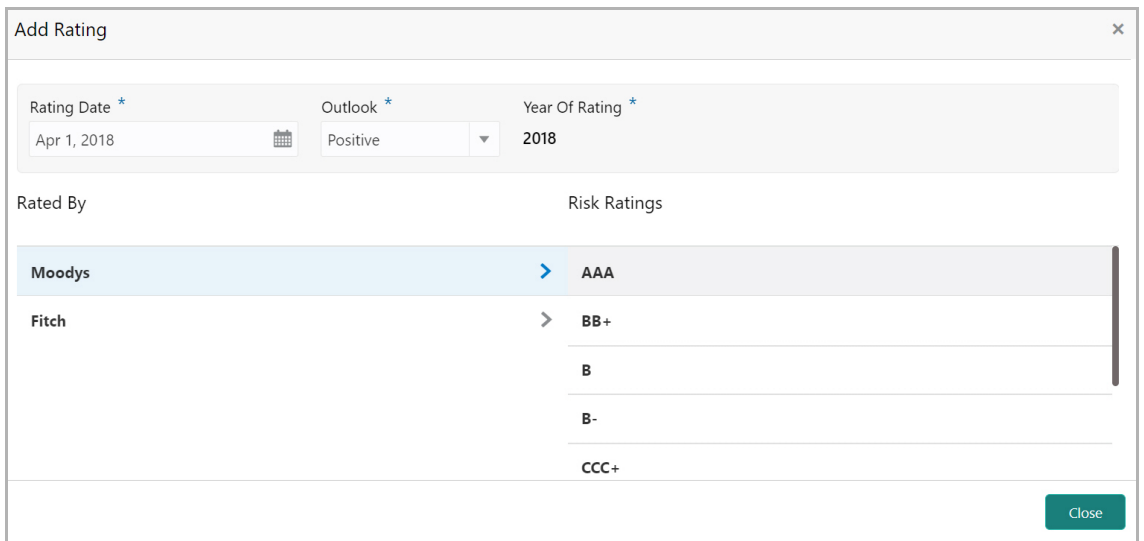 Add Rating ×
Rating Date * Outlook * Year Of Rating *
Apr 1, 2018 Positive 2018
Rated By Risk Ratings
Moodys AAA
Fitch BB+
B
B-
CCC+
Close